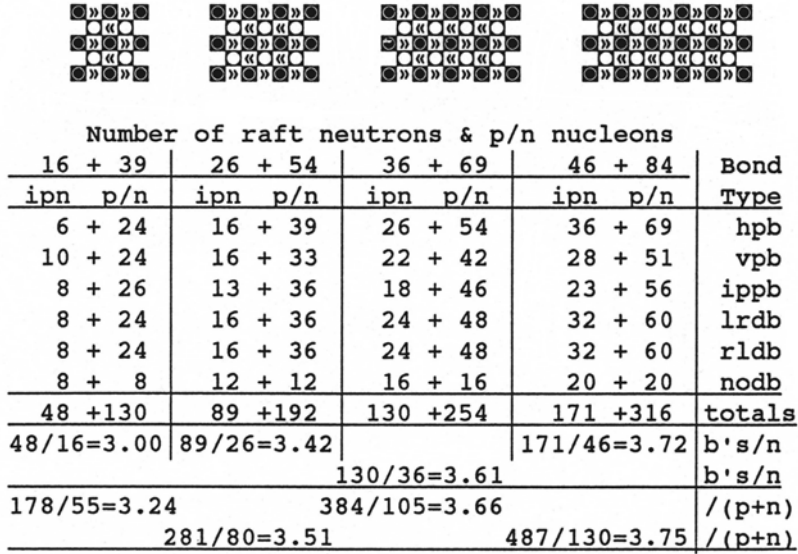 Number of raft neutrons & p/n nucleons
16 + 39 26 + 54 36 + 69 46 + 84 Bond
ipn p/n ipn p/n ipn p/n ipn p/n Type
6 + 24 16 + 39 26 + 54 36 + 69 hpb
10 + 24 16 + 33 22 + 42 28 + 51 vpb
8 + 26 13 + 36 18 + 46 23 + 56 ippb
8 + 24 16 + 36 24 + 48 32 + 60 lrdb
8 + 24 16 + 36 24 + 48 32 + 60 rldb
8 + 8 12 + 12 16 + 16 20 + 20 nodb
48 +130 89 +192 130 +254 171 +316 totals
48/16=3.00 89/26=3.42 171/46=3.72 b's/n
130/36=3.61 b's/n
178/55=3.24 384/105=3.66 /(p+n)
281/80=3.51 487/130=3.75 /(p+n)